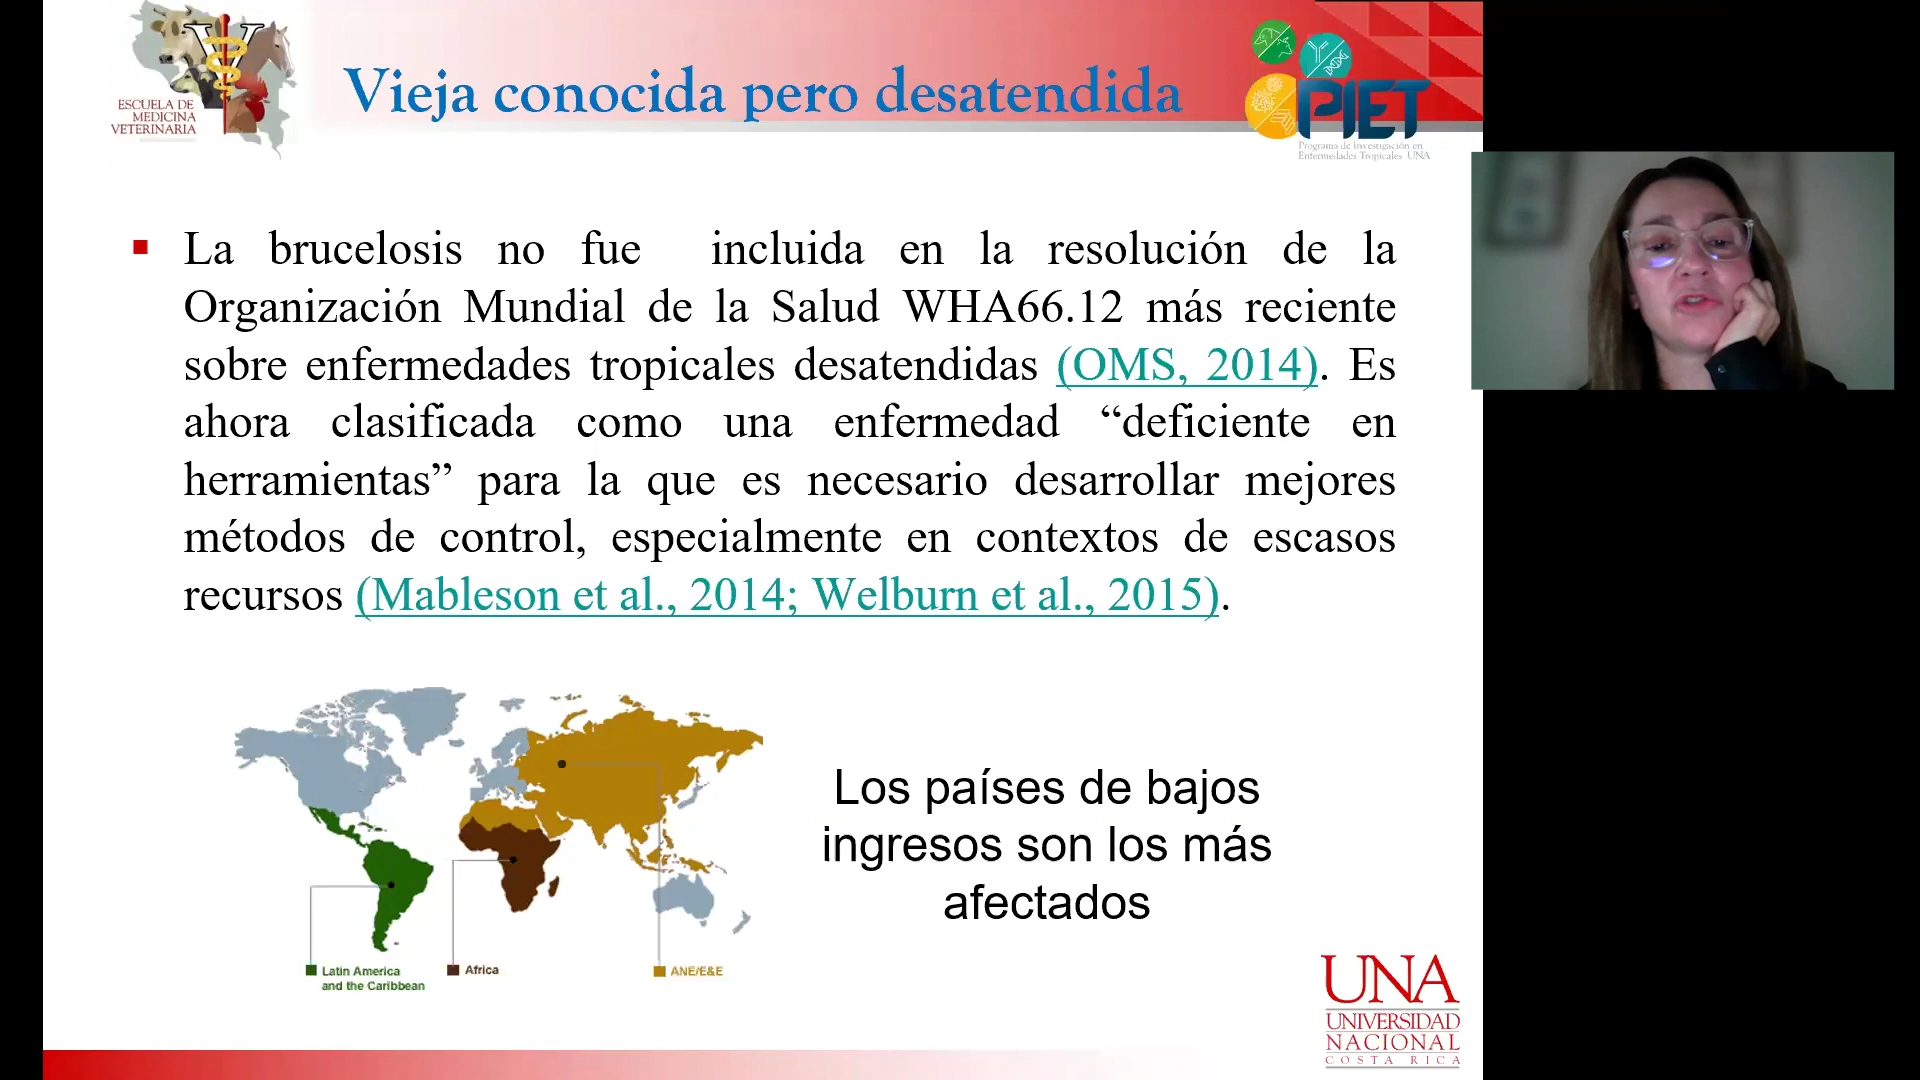 ESCUELA DE
MEDICINA
VETERINARIA
V
Vieja conocida pero desatendida
PIET
Programa de Investigación en
Enfermedades Tropicales UNA
La brucelosis no fue incluida en la resolución de la
Organización Mundial de la Salud WHA66.12 más reciente
sobre enfermedades tropicales desatendidas (OMS, 2014). Es
ahora clasificada como una enfermedad “deficiente en
herramientas” para la que es necesario desarrollar mejores
métodos de control, especialmente en contextos de escasos
recursos (Mableson et al., 2014; Welburn et al., 2015).
Los países de bajos
ingresos son los más
afectados
Latin America
and the Caribbean
Africa
ANE/E&E
UNA
UNIVERSIDAD
NACIONAL
COSTA RICA